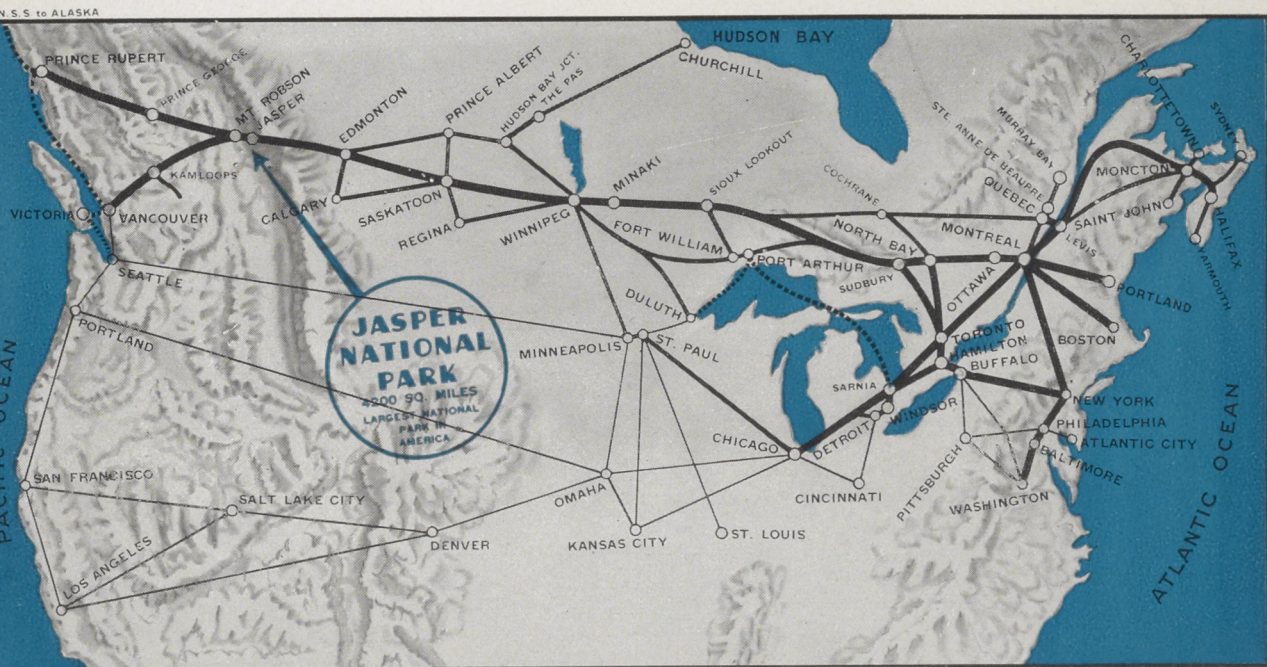 N.S.S to ALASKA
HUDSON BAY
CHURCHILL
PRINCE RUPERT
PRINCE GEORGE
MT. ROBSON
JASPER
EDMONTON
PRINCE ALBERT
HUDSON BAY JCT.
THE PAS
KAMLOOPS
VICTORIA
VANCOUVER
CALGARY
SASKATOON
REGINA
WINNIPEG
MINAKI
SIOUX LOOKOUT
COCHRANE
FORT WILLIAM
PORT ARTHUR
NORTH BAY
SUDBURY
OTTAWA
MONTREAL
QUEBEC
STE. ANNE DE BEAUPRE
MURRAY BAY
LEVIS
CHARLOTTETOWN
SYDNEY
MONCTON
SAINT JOHN
HALIFAX
YARMOUTH
SEATTLE
PORTLAND
DULUTH
MINNEAPOLIS
ST. PAUL
TORONTO
HAMILTON
BUFFALO
PORTLAND
BOSTON
SARNIA
WINDSOR
DETROIT
CHICAGO
NEW YORK
PHILADELPHIA
ATLANTIC CITY
BALTIMORE
WASHINGTON
PITTSBURGH
CINCINNATI
JASPER
NATIONAL
PARK
4200 SQ. MILES
LARGEST NATIONAL
PARK IN
AMERICA
SAN FRANCISCO
SALT LAKE CITY
LOS ANGELES
DENVER
OMAHA
KANSAS CITY
ST. LOUIS
PACIFIC OCEAN
ATLANTIC OCEAN